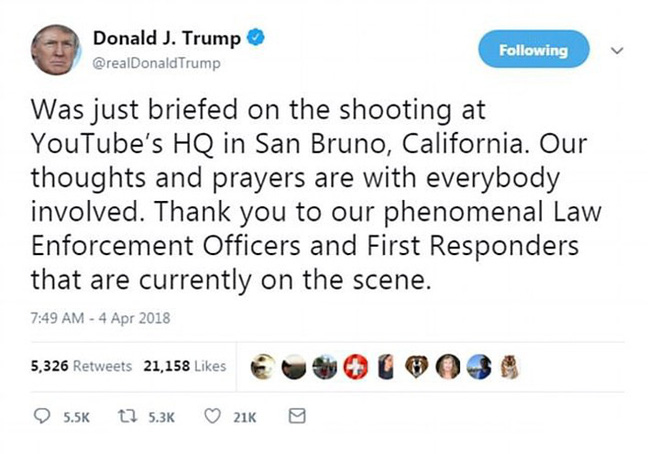 Donald J. Trump
@realDonaldTrump
Following
Was just briefed on the shooting at
YouTube's HQ in San Bruno, California. Our
thoughts and prayers are with everybody
involved. Thank you to our phenomenal Law
Enforcement Officers and First Responders
that are currently on the scene.
7:49 AM - 4 Apr 2018
5,326 Retweets 21,158 Likes
5.5K 5.3K 21K